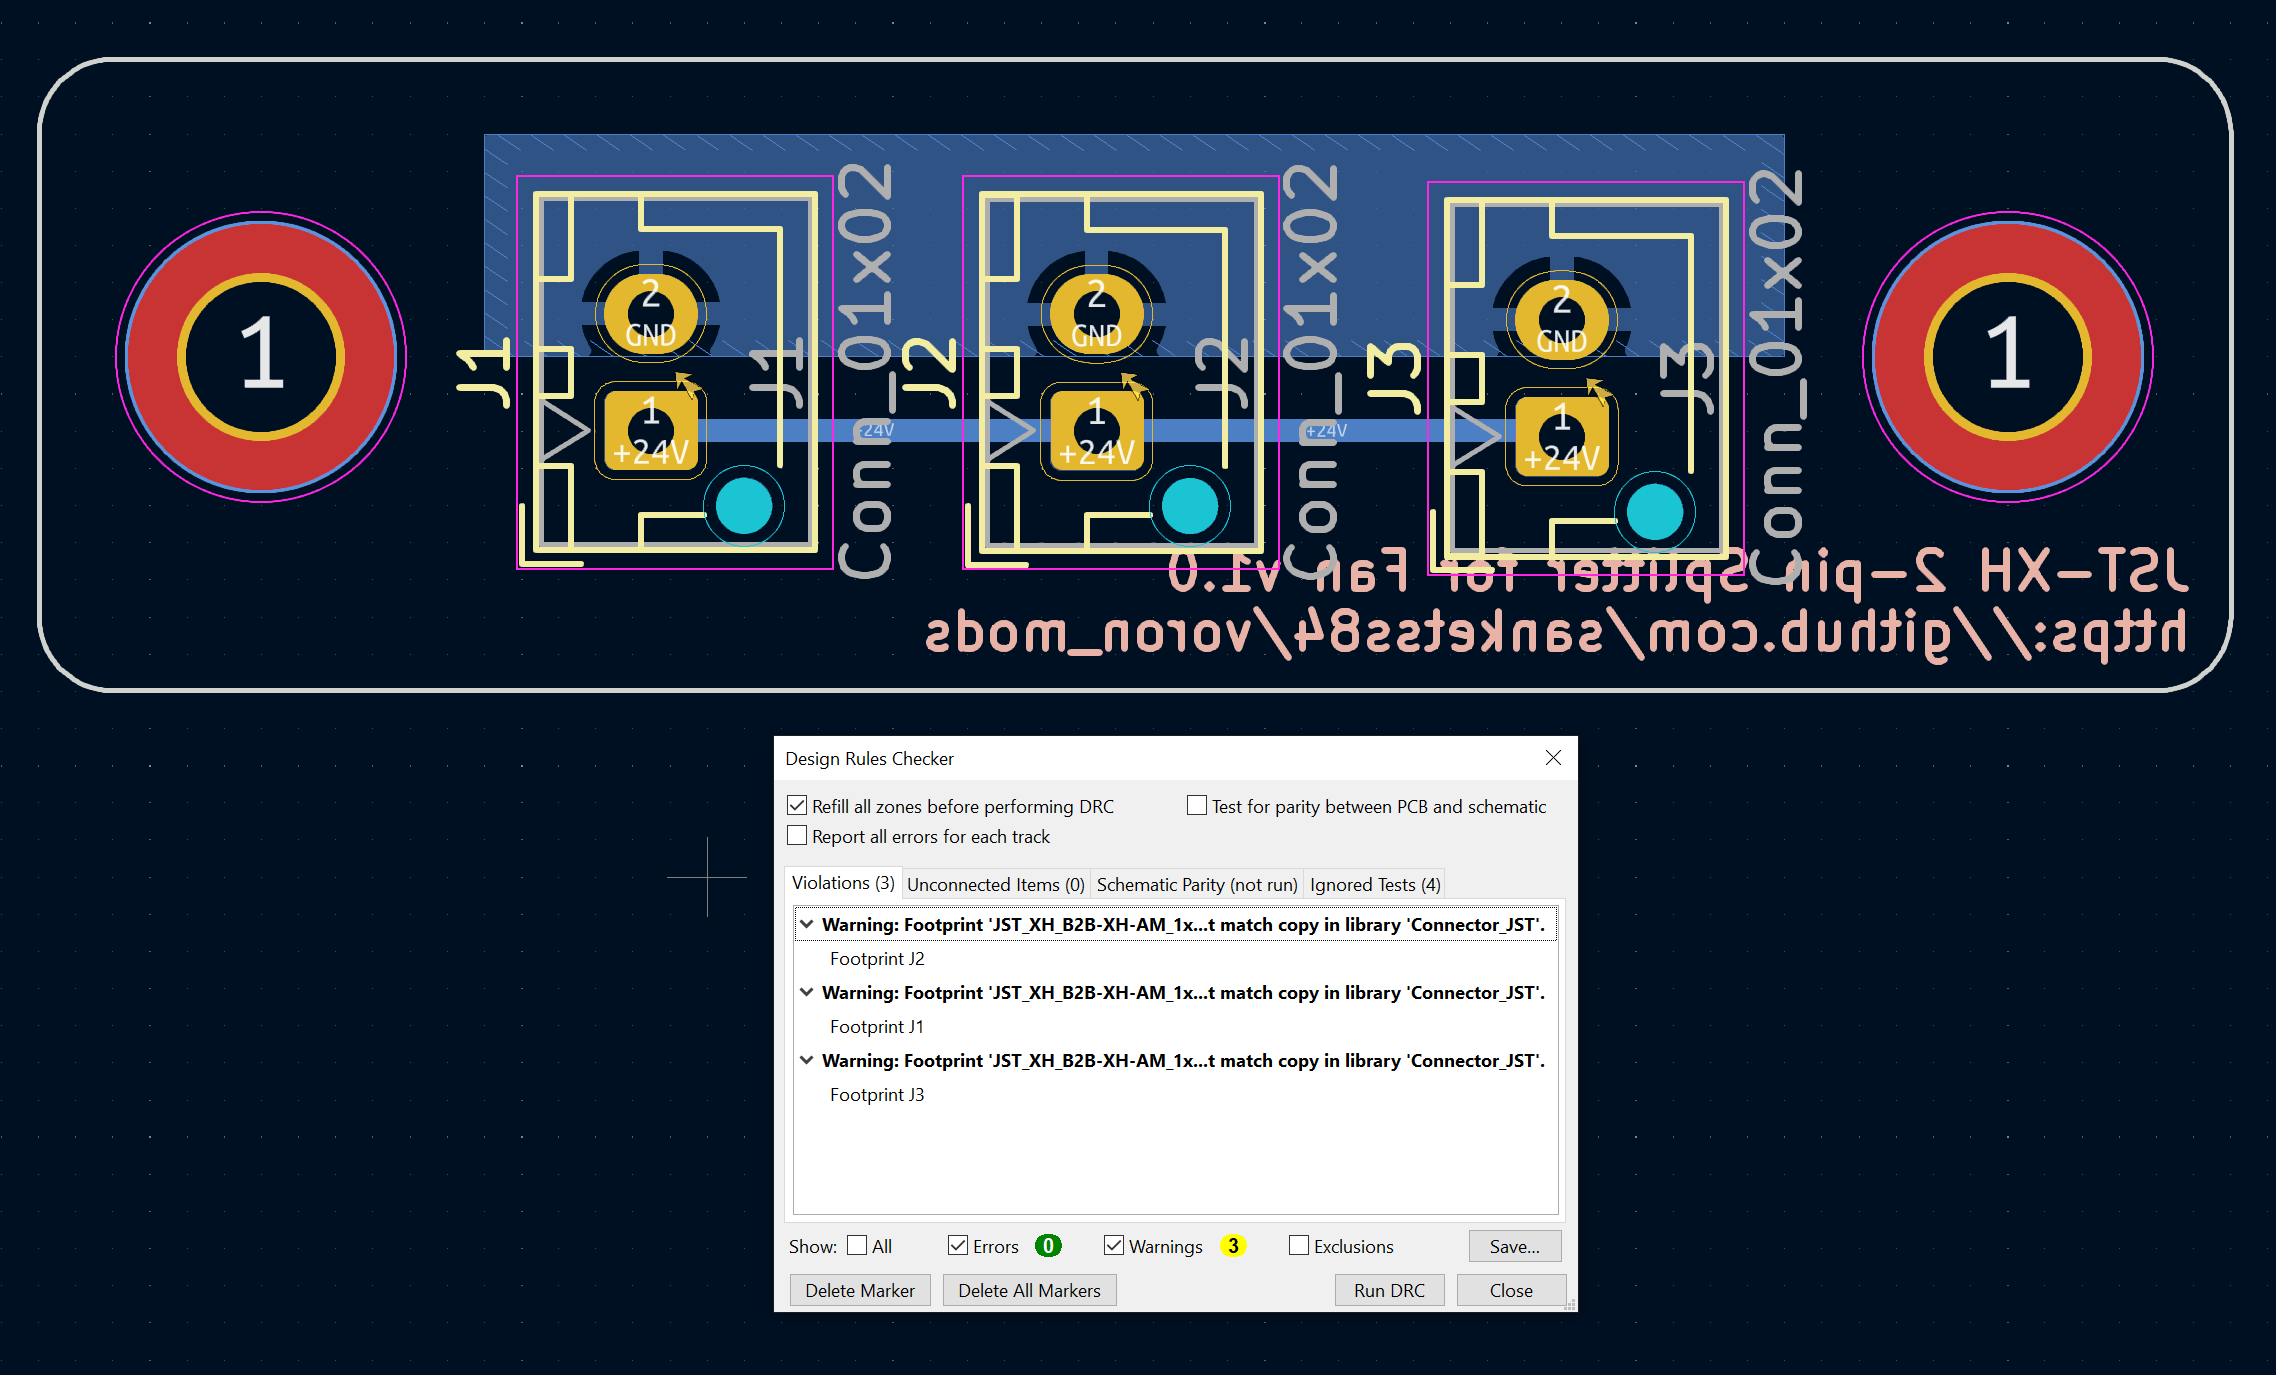 1
2
GND
1
+24V
J1
J1
Conn_01x02
+24V
J2
2
GND
1
+24V
J2
Conn_01x02
+24V
J3
2
GND
1
+24V
J3
Conn_01x02
1
JST-XH 2-pin Splitter for Fan v1.0
https://github.com/sanketss84/voron_mods
Design Rules Checker
Refill all zones before performing DRC
Test for parity between PCB and schematic
Report all errors for each track
Violations (3)
Unconnected Items (0)
Schematic Parity (not run)
Ignored Tests (4)
Warning: Footprint 'JST_XH_B2B-XH-AM_1x...t match copy in library 'Connector_JST'.
Footprint J2
Warning: Footprint 'JST_XH_B2B-XH-AM_1x...t match copy in library 'Connector_JST'.
Footprint J1
Warning: Footprint 'JST_XH_B2B-XH-AM_1x...t match copy in library 'Connector_JST'.
Footprint J3
Show:
All
Errors
0
Warnings
3
Exclusions
Save...
Delete Marker
Delete All Markers
Run DRC
Close